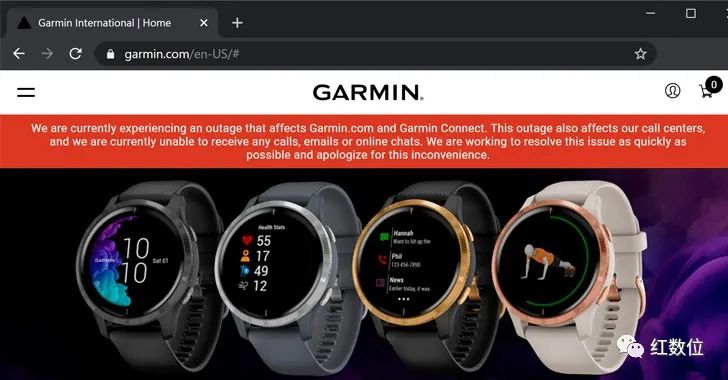 Garmin International | Home
garmin.com/en-US/#
GARMIN.
0
We are currently experiencing an outage that affects Garmin.com and Garmin Connect. This outage also affects our call centers,
and we are currently unable to receive any calls, emails or online chats. We are working to resolve this issue as quickly as
possible and apologize for this inconvenience.
GARMIN
10
10
Sat 01
Health Stats
55
17
49
12
Hannah
Want to hit up the
Phil
123-456-7890
News
Earlier today, it was
红数位